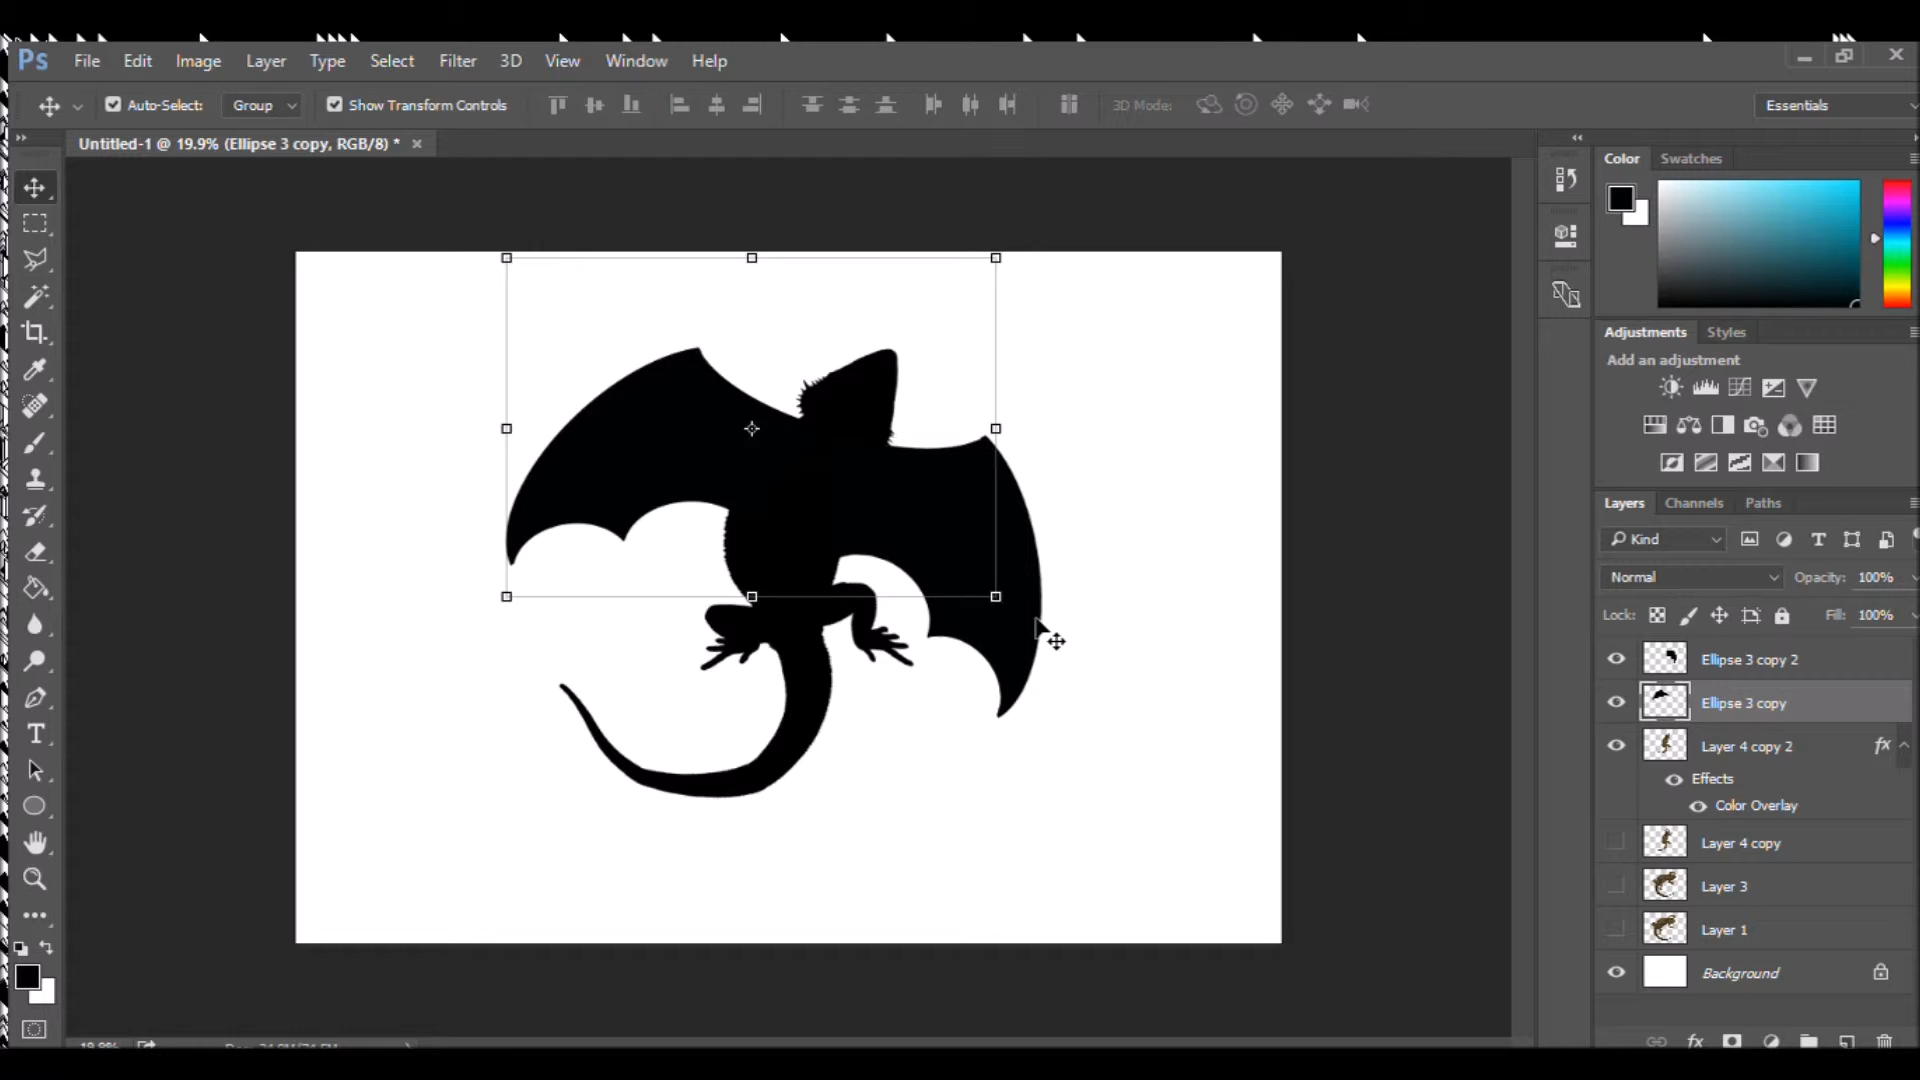 Ps File Edit Image Layer Type Select Filter 3D View Window Help
Auto-Select: Group Show Transform Controls 3D Mode: Essentials
Untitled-1 @ 19.9% (Ellipse 3 copy, RGB/8) *
Color Swatches
Adjustments Styles
Add an adjustment
Layers Channels Paths
Kind
Normal Opacity: 100%
Lock: Fill: 100%
Ellipse 3 copy 2
Ellipse 3 copy
Layer 4 copy 2 fx
Effects
Color Overlay
Layer 4 copy
Layer 3
Layer 1
Background
fx